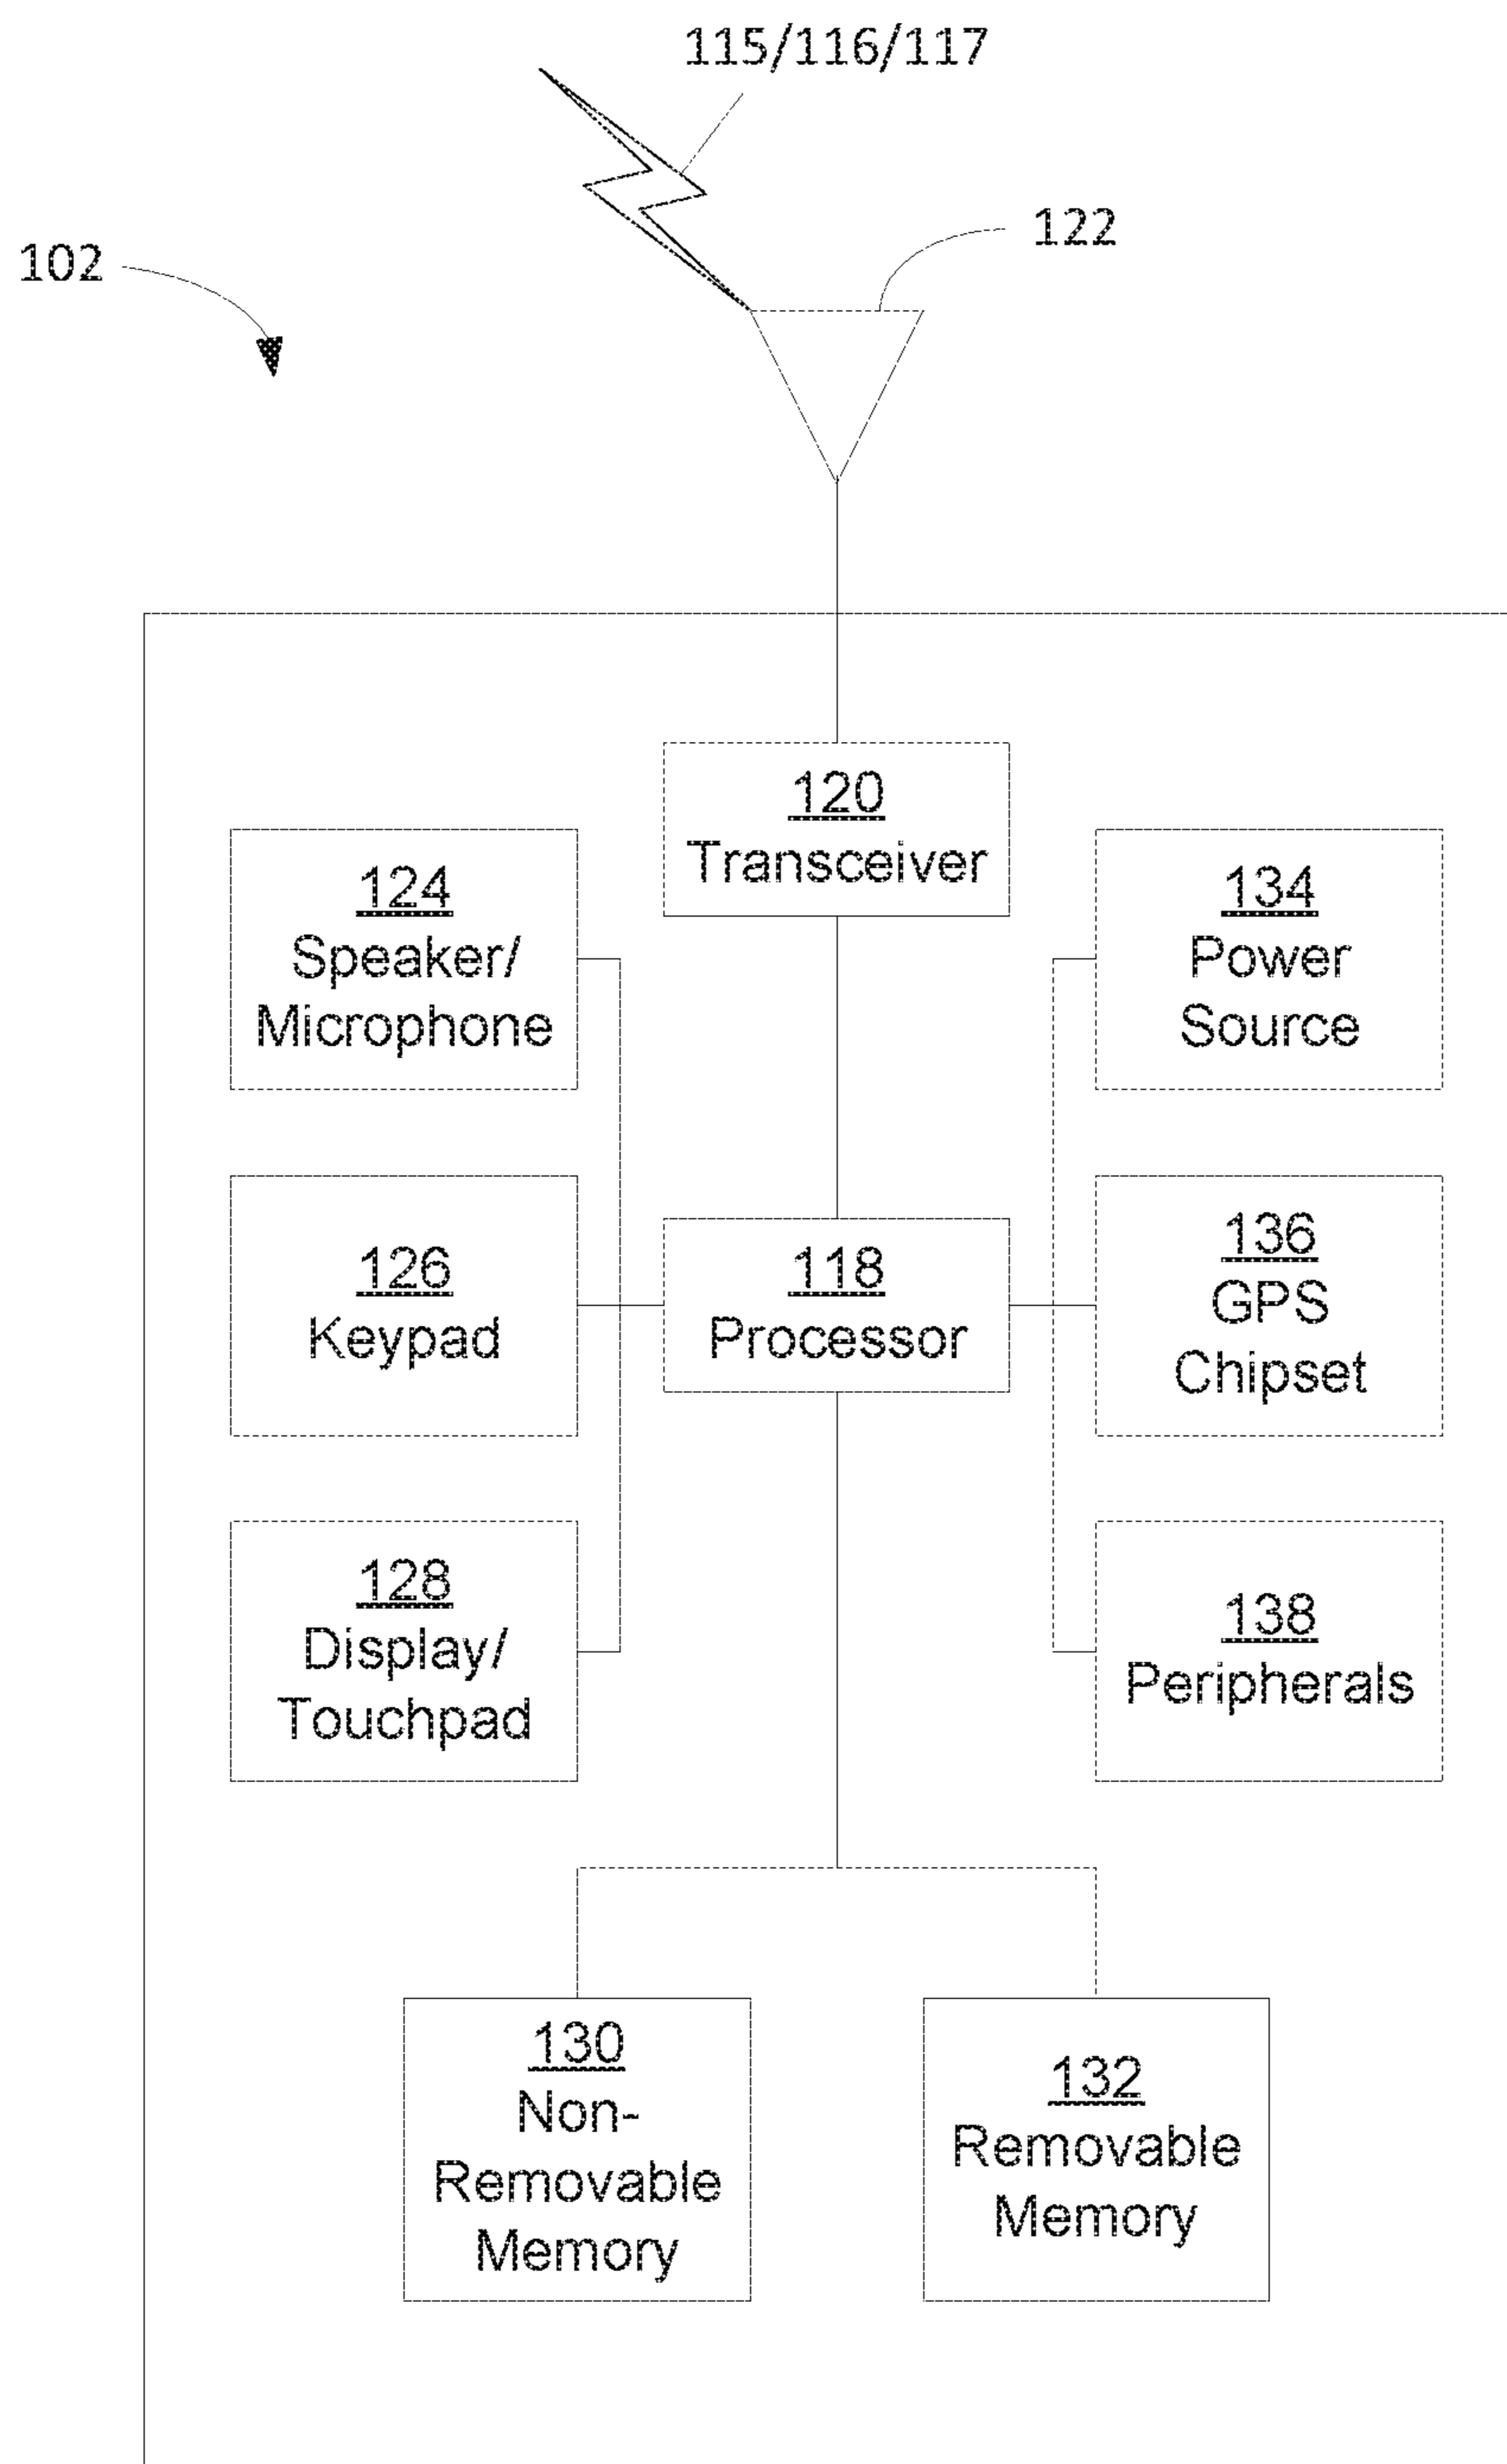 115/116/117
122
102
120
Transceiver
124
Speaker/
Microphone
134
Power
Source
126
Keypad
118
Processor
136
GPS
Chipset
128
Display/
Touchpad
138
Peripherals
130
Non-
Removable
Memory
132
Removable
Memory